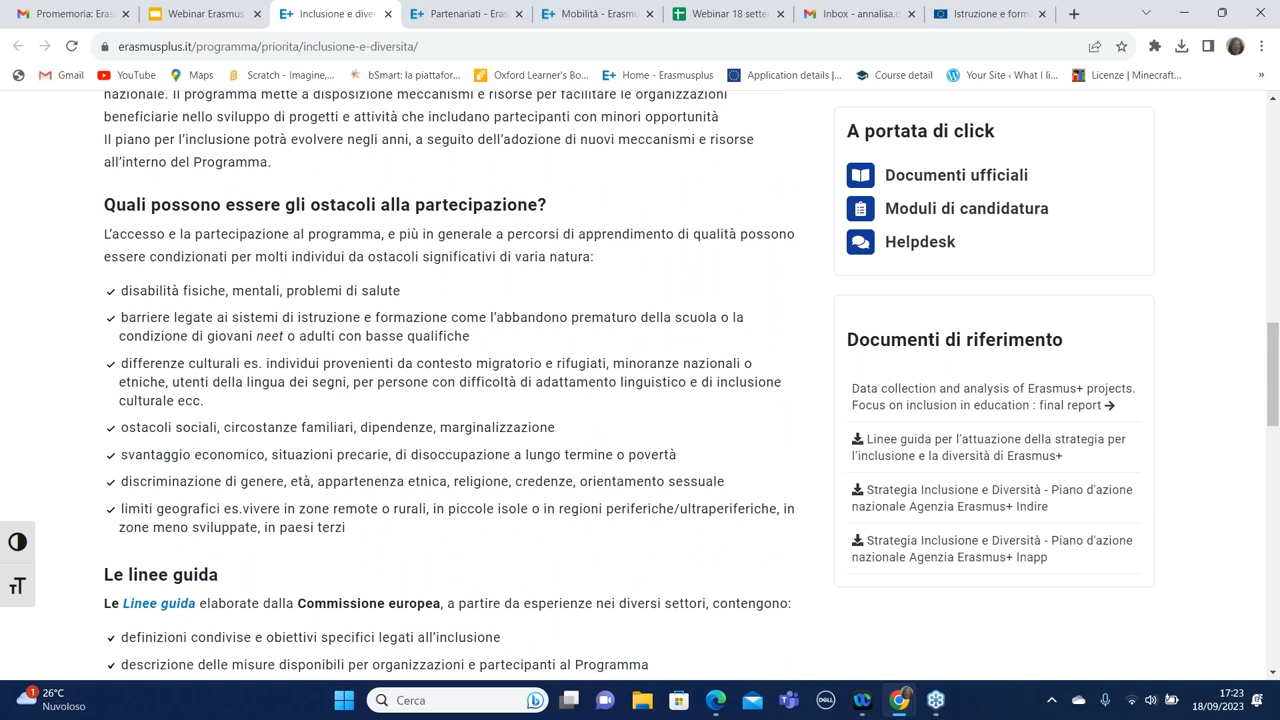 Promemoria: Eras
Webinar Erasmus
Inclusione e diver
Partenariati - Eras
Mobilità - Erasmu
Webinar 18 sette
Inbox - annalisa.d
Istruzione e form
erasmusplus.it/programma/priorita/inclusione-e-diversita/
Gmail
YouTube
Maps
Scratch - Imagine,...
bSmart: la piattafor...
Oxford Learner's Bo...
Home - Erasmusplus
Application details |...
Course detail
Your Site ‹ What I li...
Licenze | Minecraft...
»
nazionale. Il programma mette a disposizione meccanismi e risorse per facilitare le organizzazioni
beneficiarie nello sviluppo di progetti e attività che includano partecipanti con minori opportunità
Il piano per l'inclusione potrà evolvere negli anni, a seguito dell'adozione di nuovi meccanismi e risorse
all'interno del Programma.
Quali possono essere gli ostacoli alla partecipazione?
L'accesso e la partecipazione al programma, e più in generale a percorsi di apprendimento di qualità possono
essere condizionati per molti individui da ostacoli significativi di varia natura:
disabilità fisiche, mentali, problemi di salute
barriere legate ai sistemi di istruzione e formazione come l'abbandono prematuro della scuola o la
condizione di giovani neet o adulti con basse qualifiche
differenze culturali es. individui provenienti da contesto migratorio e rifugiati, minoranze nazionali o
etniche, utenti della lingua dei segni, per persone con difficoltà di adattamento linguistico e di inclusione
culturale ecc.
ostacoli sociali, circostanze familiari, dipendenze, marginalizzazione
svantaggio economico, situazioni precarie, di disoccupazione a lungo termine o povertà
discriminazione di genere, età, appartenenza etnica, religione, credenze, orientamento sessuale
limiti geografici es.vivere in zone remote o rurali, in piccole isole o in regioni periferiche/ultraperiferiche, in
zone meno sviluppate, in paesi terzi
Le linee guida
Le Linee guida elaborate dalla Commissione europea, a partire da esperienze nei diversi settori, contengono:
definizioni condivise e obiettivi specifici legati all'inclusione
descrizione delle misure disponibili per organizzazioni e partecipanti al Programma
A portata di click
Documenti ufficiali
Moduli di candidatura
Helpdesk
Documenti di riferimento
Data collection and analysis of Erasmus+ projects.
Focus on inclusion in education : final report
Linee guida per l'attuazione della strategia per
l'inclusione e la diversità di Erasmus+
Strategia Inclusione e Diversità - Piano d'azione
nazionale Agenzia Erasmus+ Indire
Strategia Inclusione e Diversità - Piano d'azione
nazionale Agenzia Erasmus+ Inapp
TT
1
26°C
Nuvoloso
Cerca
DELL
17:23
18/09/2023